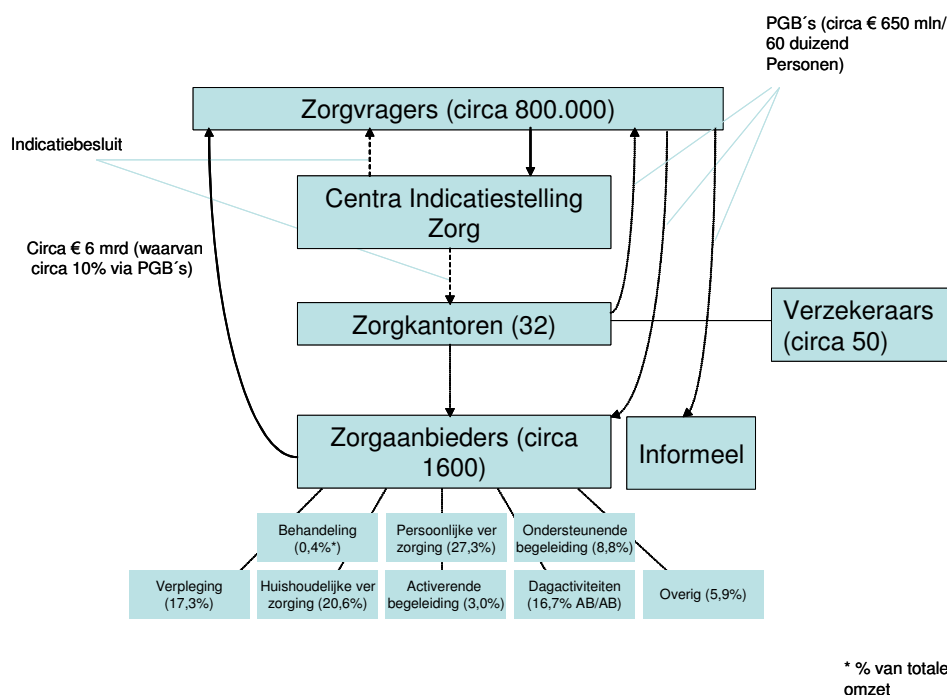 PGB´s (circa € 650 mln/
60 duizend
Personen)
Zorgvragers (circa 800.000)
Indicatiebesluit
Centra Indicatiestelling
Zorg
Circa € 6 mrd (waarvan
circa 10% via PGB´s)
Zorgkantoren (32)
Verzekeraars
(circa 50)
Zorgaanbieders (circa
1600)
Informeel
Behandeling
(0,4%*)
Persoonlijke ver
zorging (27,3%)
Ondersteunende
begeleiding (8,8%)
Verpleging
(17,3%)
Huishoudelijke ver
zorging (20,6%)
Activerende
begeleiding (3,0%)
Dagactiviteiten
(16,7% AB/AB)
Overig (5,9%)
* % van totale
omzet